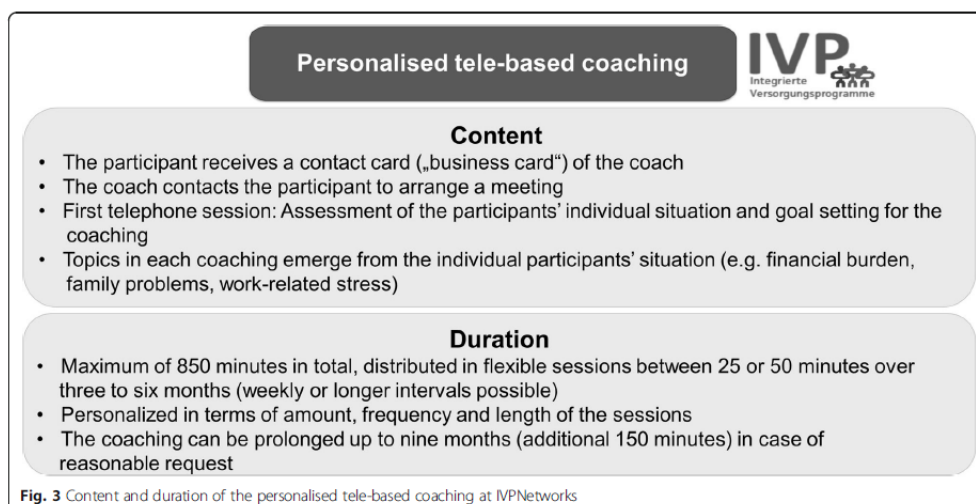 Personalised tele-based coaching
IVP
Integrierte
Versorgungsprogramme
Content
• The participant receives a contact card („business card“) of the coach
• The coach contacts the participant to arrange a meeting
• First telephone session: Assessment of the participants’ individual situation and goal setting for the
coaching
• Topics in each coaching emerge from the individual participants’ situation (e.g. financial burden,
family problems, work-related stress)
Duration
• Maximum of 850 minutes in total, distributed in flexible sessions between 25 or 50 minutes over
three to six months (weekly or longer intervals possible)
• Personalized in terms of amount, frequency and length of the sessions
• The coaching can be prolonged up to nine months (additional 150 minutes) in case of
reasonable request
Fig. 3 Content and duration of the personalised tele-based coaching at IVPNetworks